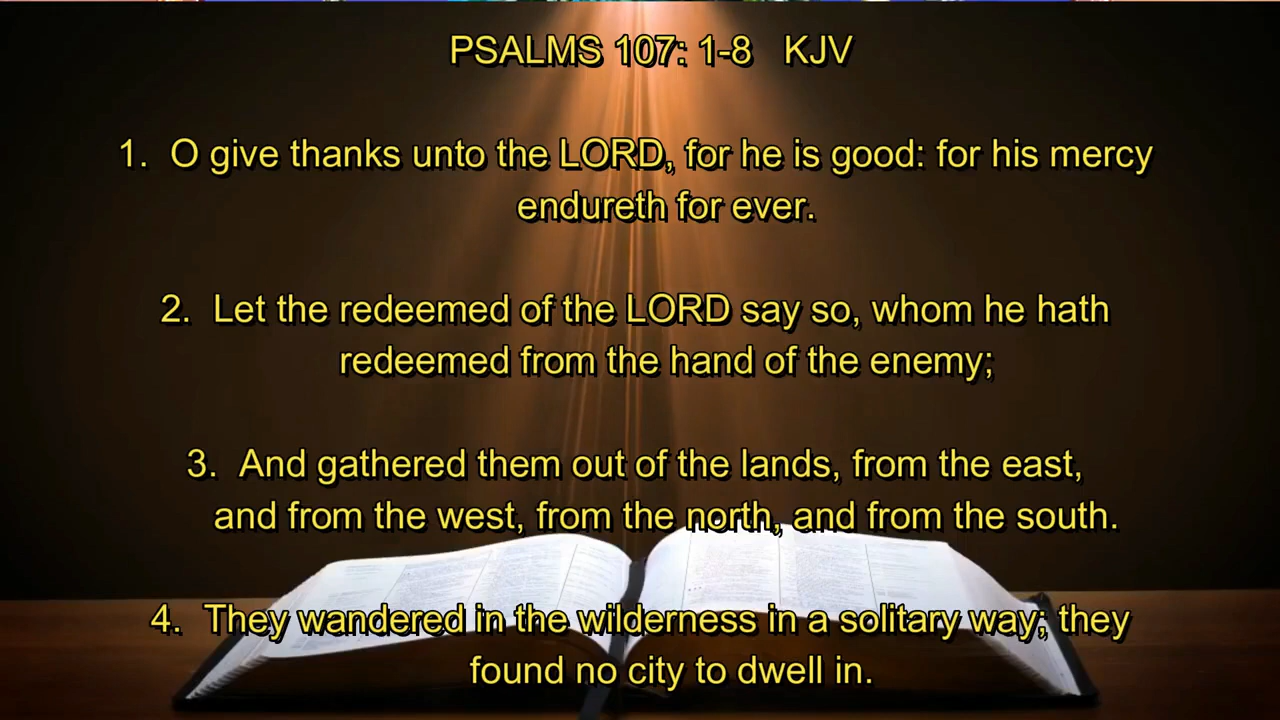 PSALMS 107: 1-8 KJV
1. O give thanks unto the LORD, for he is good: for his mercy
endureth for ever.
2. Let the redeemed of the LORD say so, whom he hath
redeemed from the hand of the enemy;
3. And gathered them out of the lands, from the east,
and from the west, from the north, and from the south.
4. They wandered in the wilderness in a solitary way; they
found no city to dwell in.